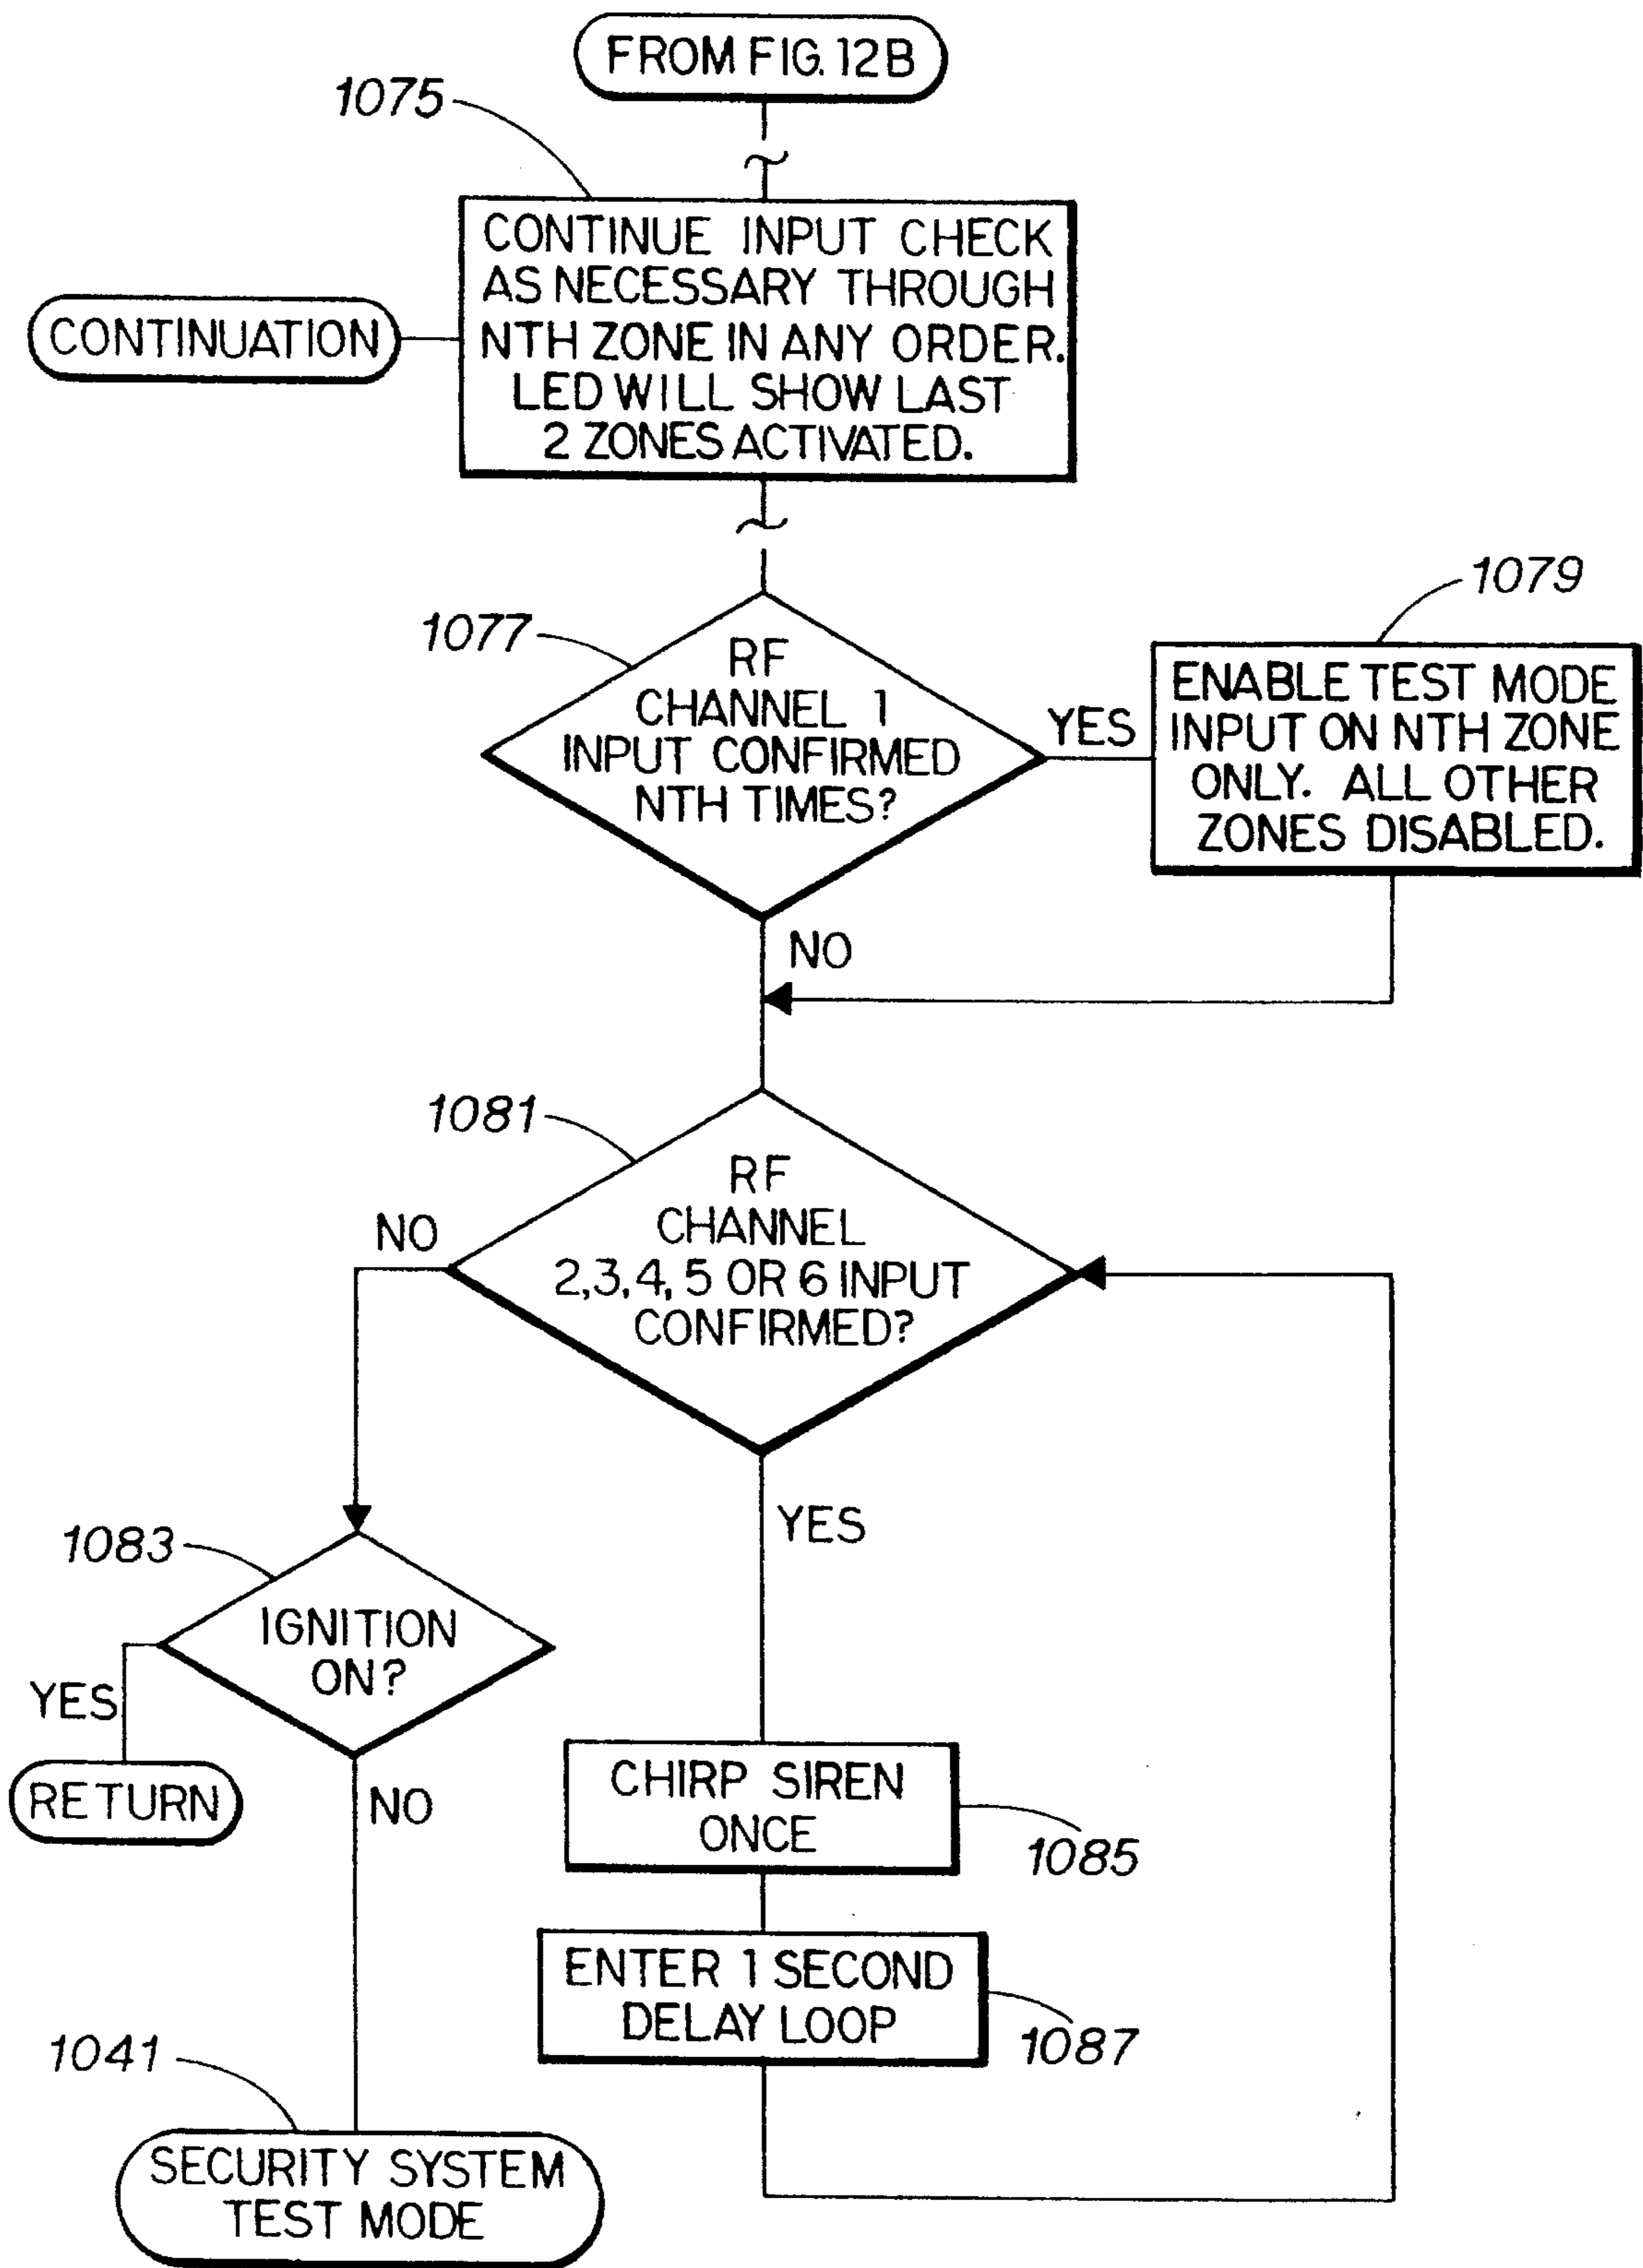 FROM FIG. 12B
1075
CONTINUE INPUT CHECK
AS NECESSARY THROUGH
NTH ZONE IN ANY ORDER.
LED WILL SHOW LAST
2 ZONES ACTIVATED.
CONTINUATION
1077
RF
CHANNEL 1
INPUT CONFIRMED
NTH TIMES?
YES
1079
ENABLE TEST MODE
INPUT ON NTH ZONE
ONLY. ALL OTHER
ZONES DISABLED.
NO
1081
RF
CHANNEL
2,3,4, 5 OR 6 INPUT
CONFIRMED?
NO
YES
1083
IGNITION
ON?
YES
RETURN
NO
CHIRP SIREN
ONCE
1085
ENTER 1 SECOND
DELAY LOOP
1087
1041
SECURITY SYSTEM
TEST MODE